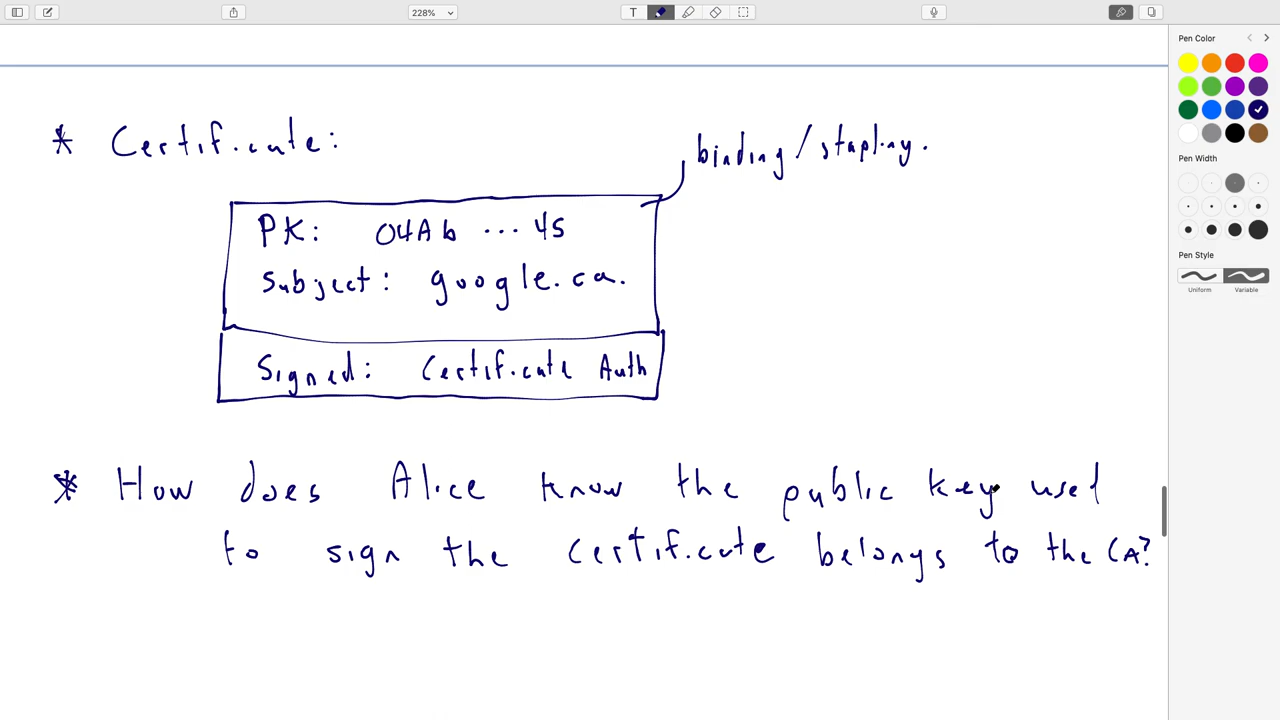 228%
T
Pen Color
* Certificate:
binding/stapling.
PK: 04Ab ... 45
Subject: google.ca.
Signed: Certificate Auth
* How does Alice know the public key used
to sign the certificate belongs to the CA?
Pen Width
Pen Style
Uniform Variable